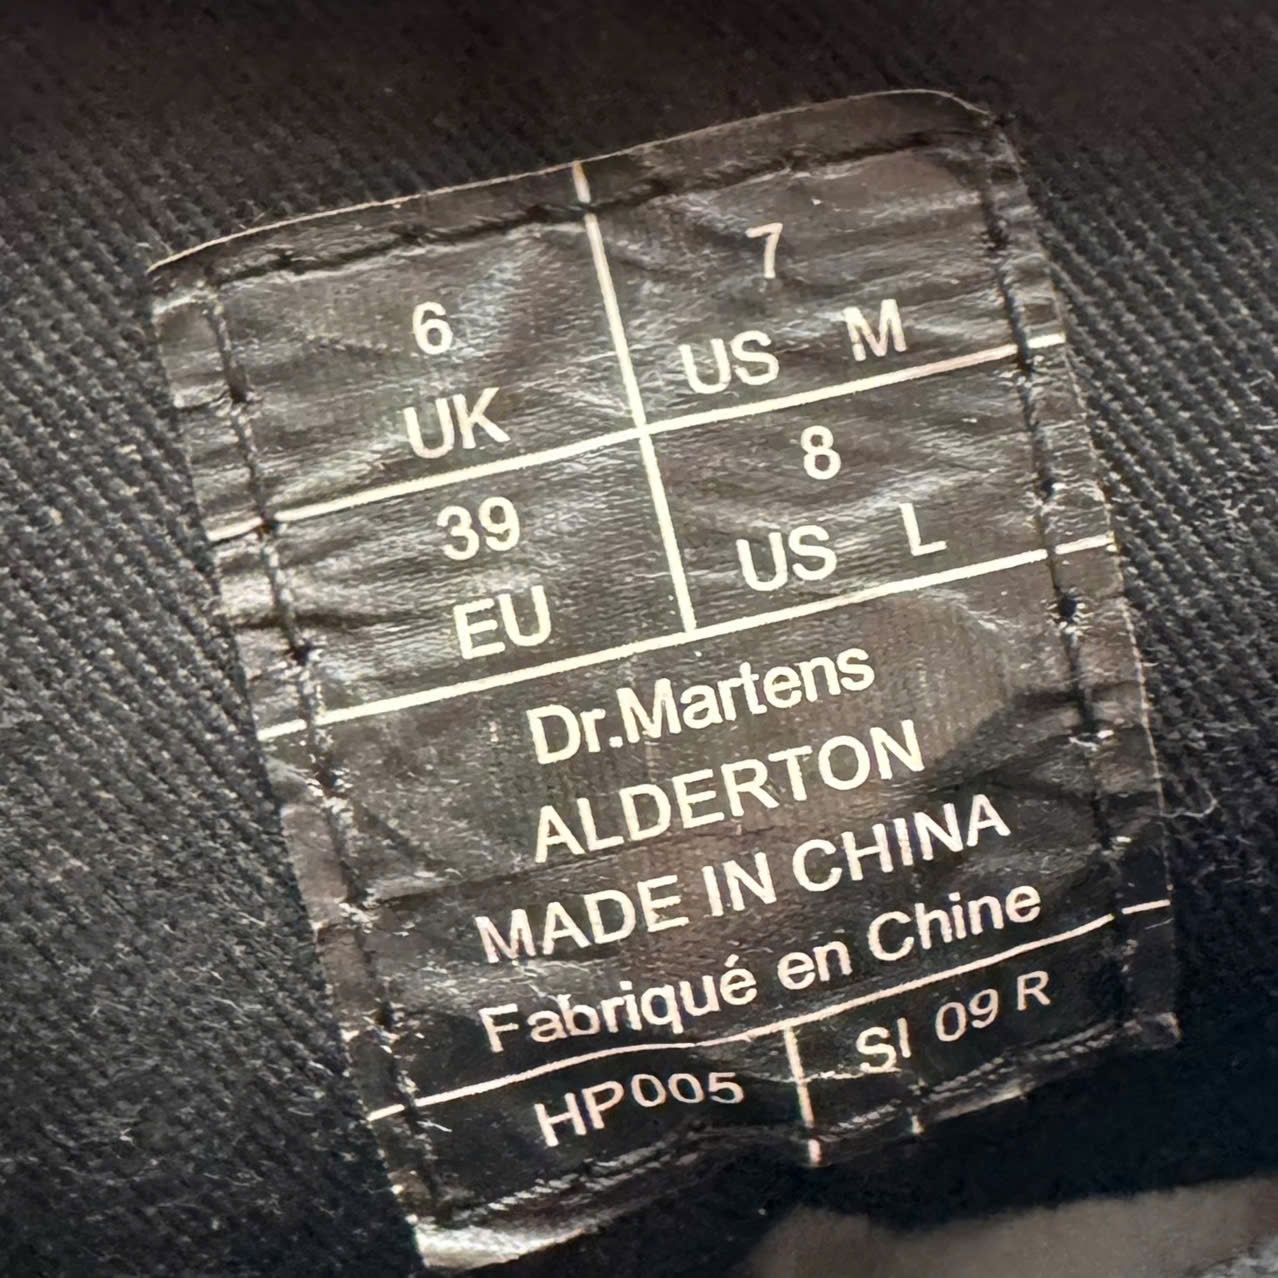 6
UK
7
US M
39
EU
8
US L
Dr.Martens
ALDERTON
MADE IN CHINA
Fabriqué en Chine
HP005
SI 09 R